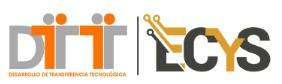 DTT
DESARROLLO DE TRANSFERENCIA TECNOLÓGICA
ECYS